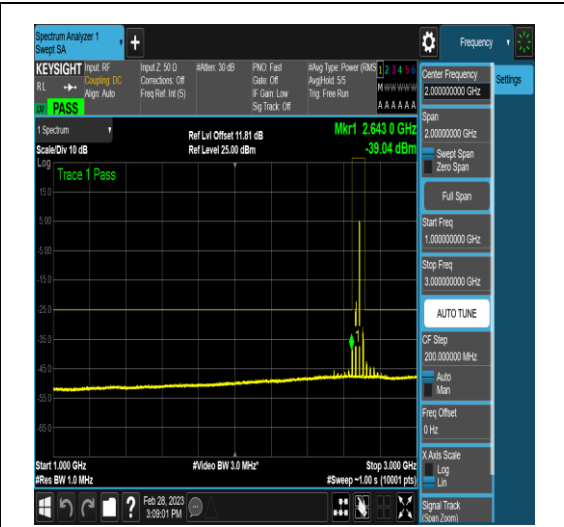 Spectrum Analyzer 1
Swept SA
+
Frequency
KEYSIGHT
RL
PASS
Input: RF
Coupling: DC
Align: Auto
Input Z: 50 Ω
Corrections: Off
Freq Ref: Int (S)
#Atten: 30 dB
PNO: Fast
Gate: Off
IF Gain: Low
Sig Track: Off
#Avg Type: Power (RMS
Avg|Hold: 5/5
Trig: Free Run
1 2 3 4 5 6
M w w w w w
A A A A A A
Center Frequency
2.000000000 GHz
Settings
1 Spectrum
Scale/Div 10 dB
Ref Lvl Offset 11.81 dB
Ref Level 25.00 dBm
Mkr1 2.643 0 GHz
-39.04 dBm
Span
2.00000000 GHz
Swept Span
Zero Span
Full Span
Start Freq
1.000000000 GHz
Stop Freq
3.000000000 GHz
AUTO TUNE
CF Step
200.000000 MHz
Auto
Man
Freq Offset
0 Hz
X Axis Scale
Log
Lin
Signal Track
(Span Zoom)
Log
Trace 1 Pass
15.0
5.00
-5.00
-15.0
-25.0
-35.0
1
-45.0
-55.0
-65.0
Start 1.000 GHz
#Res BW 1.0 MHz
#Video BW 3.0 MHz*
Stop 3.000 GHz
#Sweep ~1.00 s (10001 pts)
?
Feb 28, 2023
3:09:01 PM